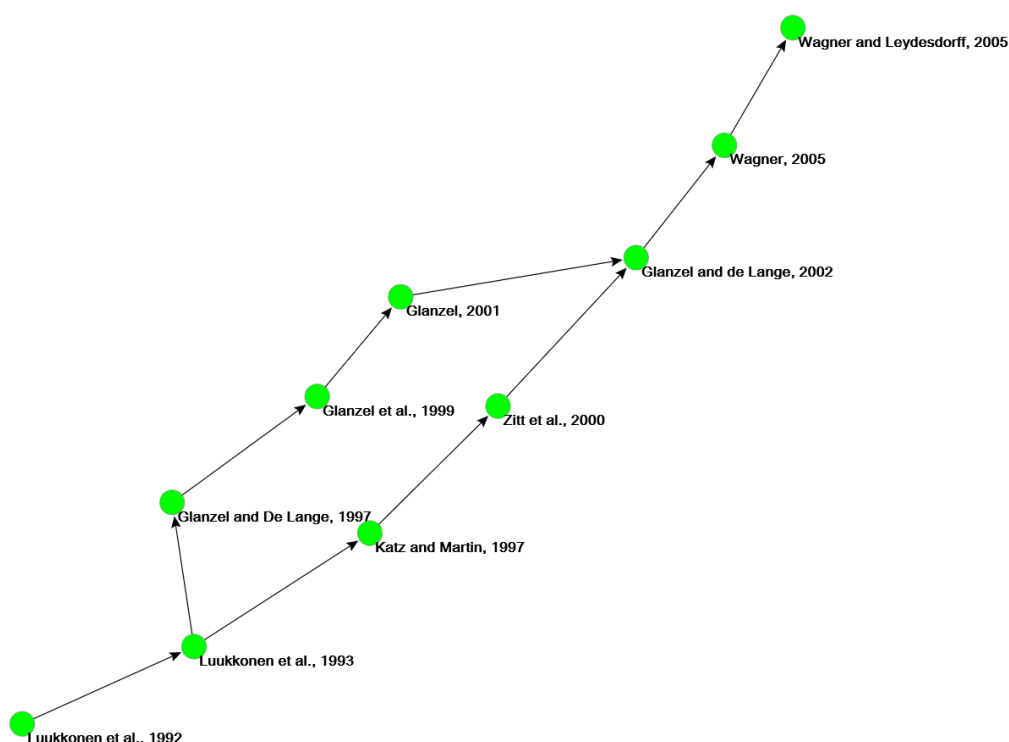 Wagner and Leydesdorff, 2005
Wagner, 2005
Glanzel and de Lange, 2002
Glanzel, 2001
Glanzel et al., 1999
Zitt et al., 2000
Glanzel and De Lange, 1997
Katz and Martin, 1997
Luukkonen et al., 1993
Luukkonen et al., 1992